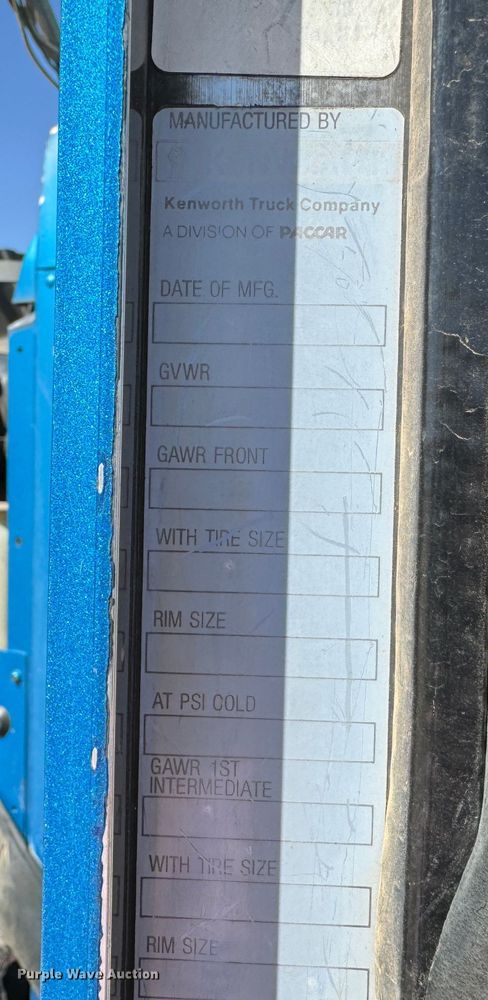 MANUFACTURED BY
Kenworth Truck Company
A DIVISION OF PACCAR
DATE OF MFG.
GVWR
GAWR FRONT
WITH TIRE SIZE
RIM SIZE
AT PSI COLD
GAWR 1ST
INTERMEDIATE
WITH TIRE SIZE
RIM SIZE
Purple Wave Auction